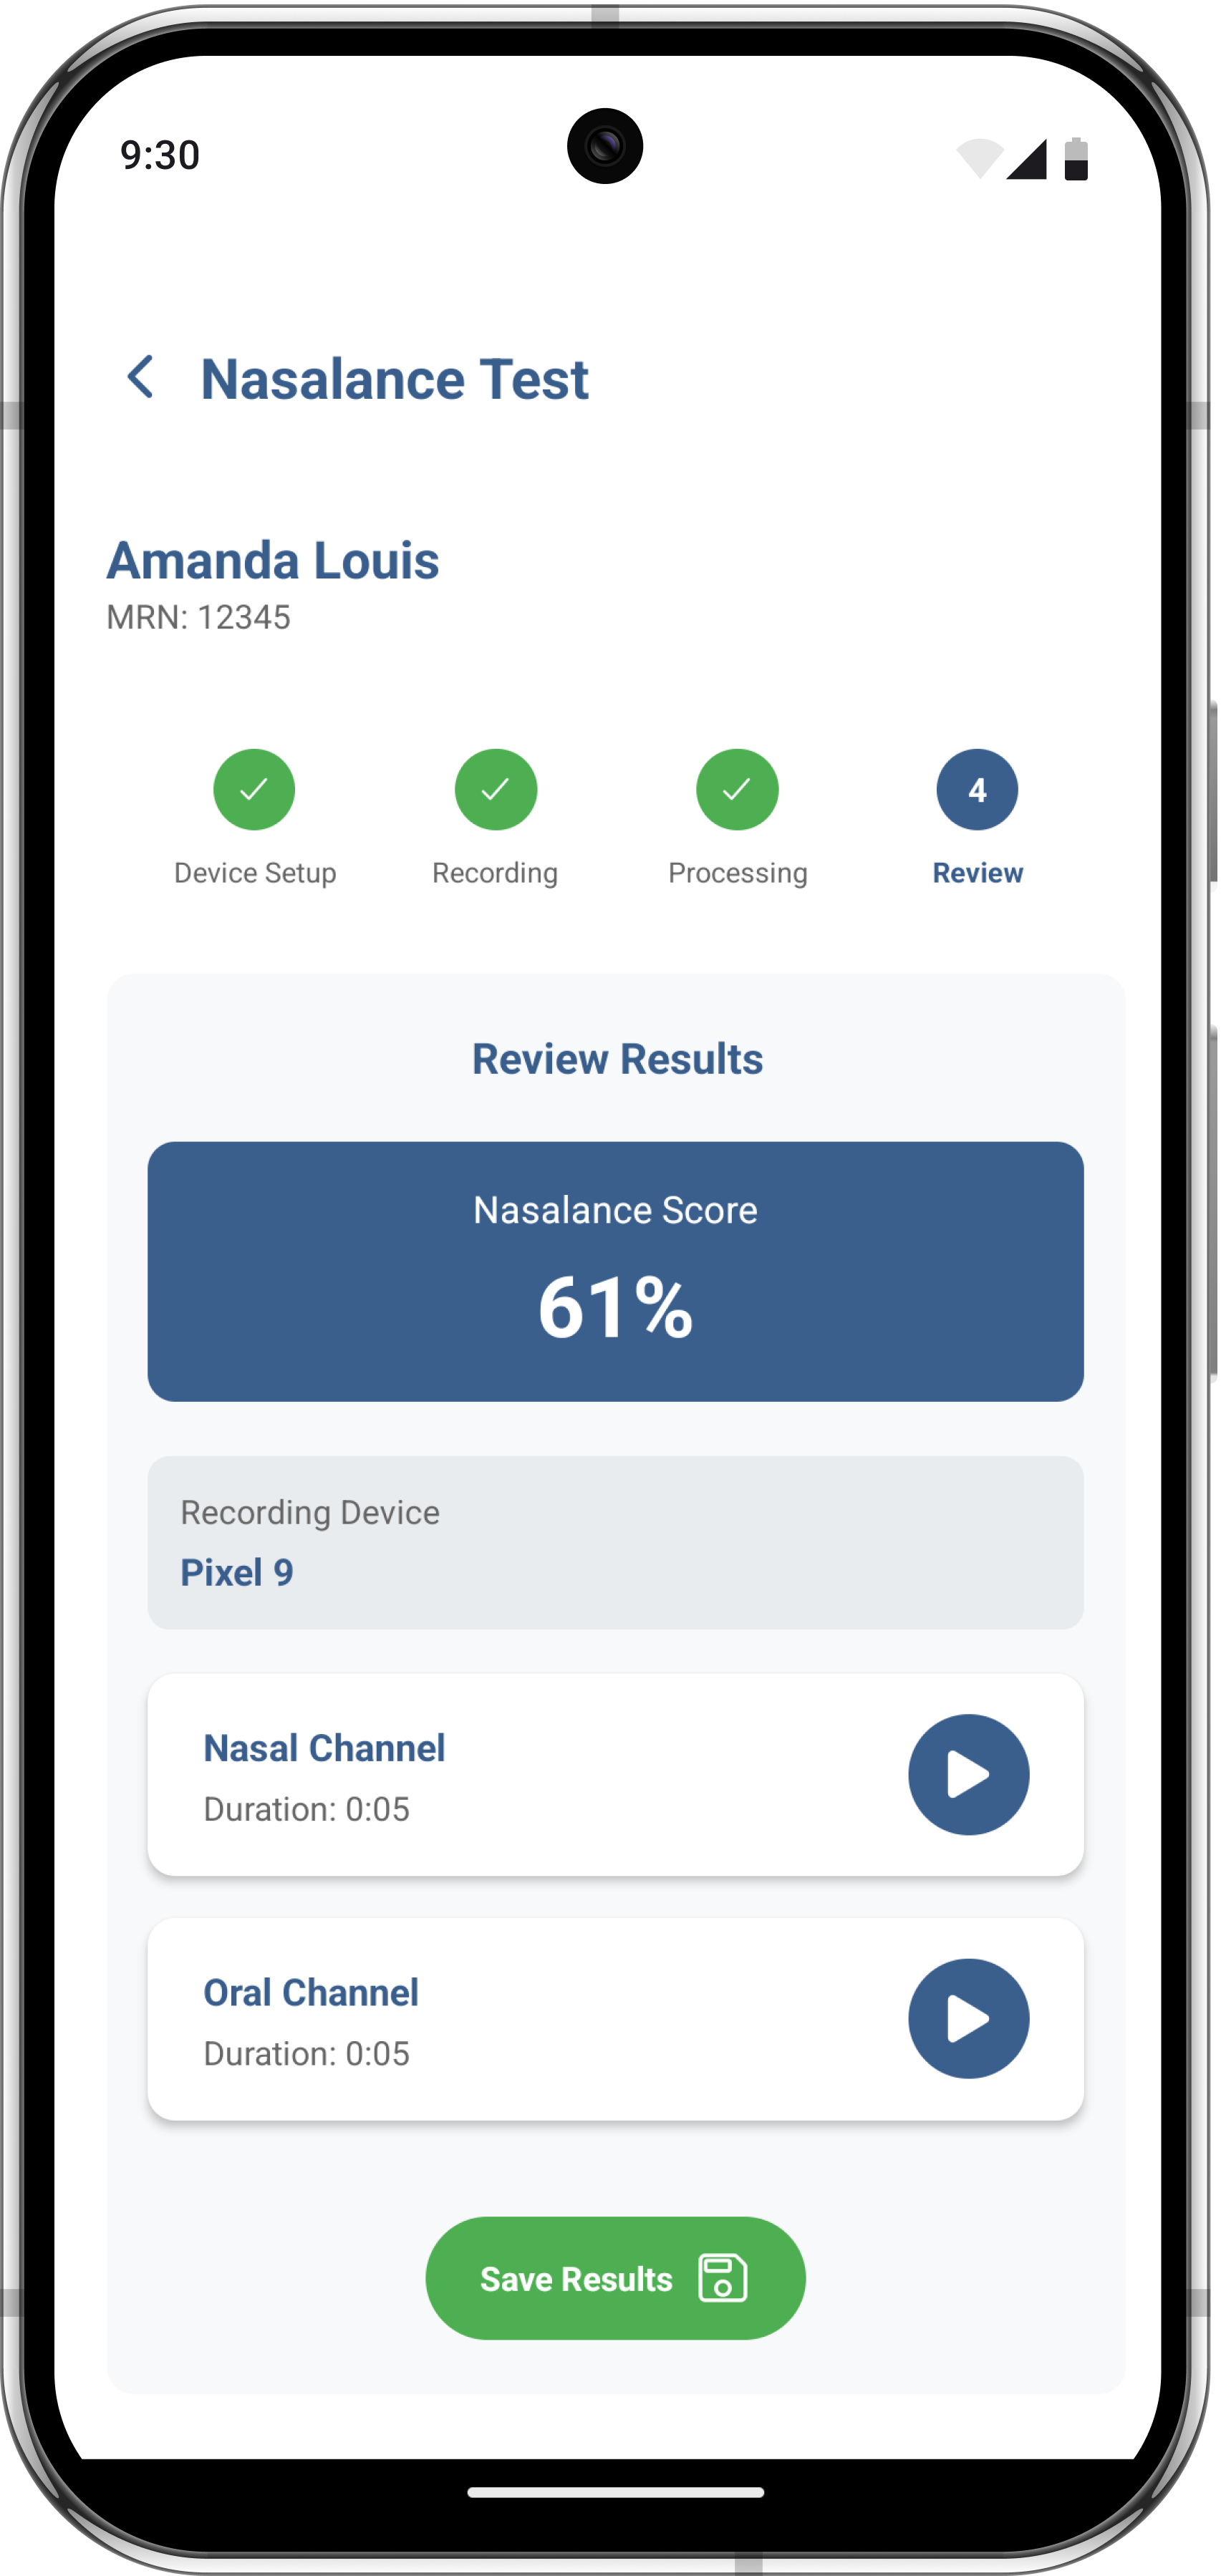 9:30
Nasalance Test
Amanda Louis
MRN: 12345
4
Device Setup
Recording
Processing
Review
Review Results
Nasalance Score
61%
Recording Device
Pixel 9
Nasal Channel
Duration: 0:05
Oral Channel
Duration: 0:05
Save Results